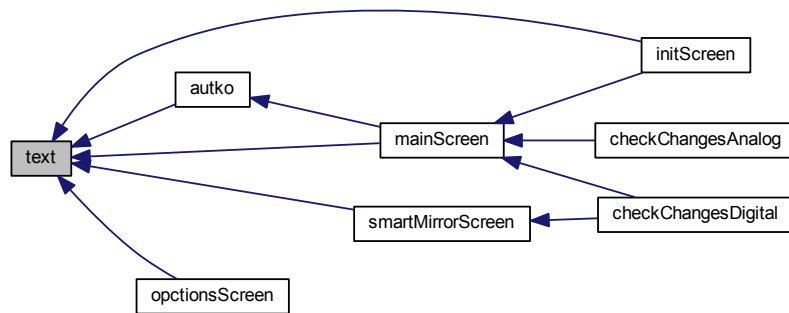 initScreen
autko
mainScreen
checkChangesAnalog
text
smartMirrorScreen
checkChangesDigital
opctionsScreen